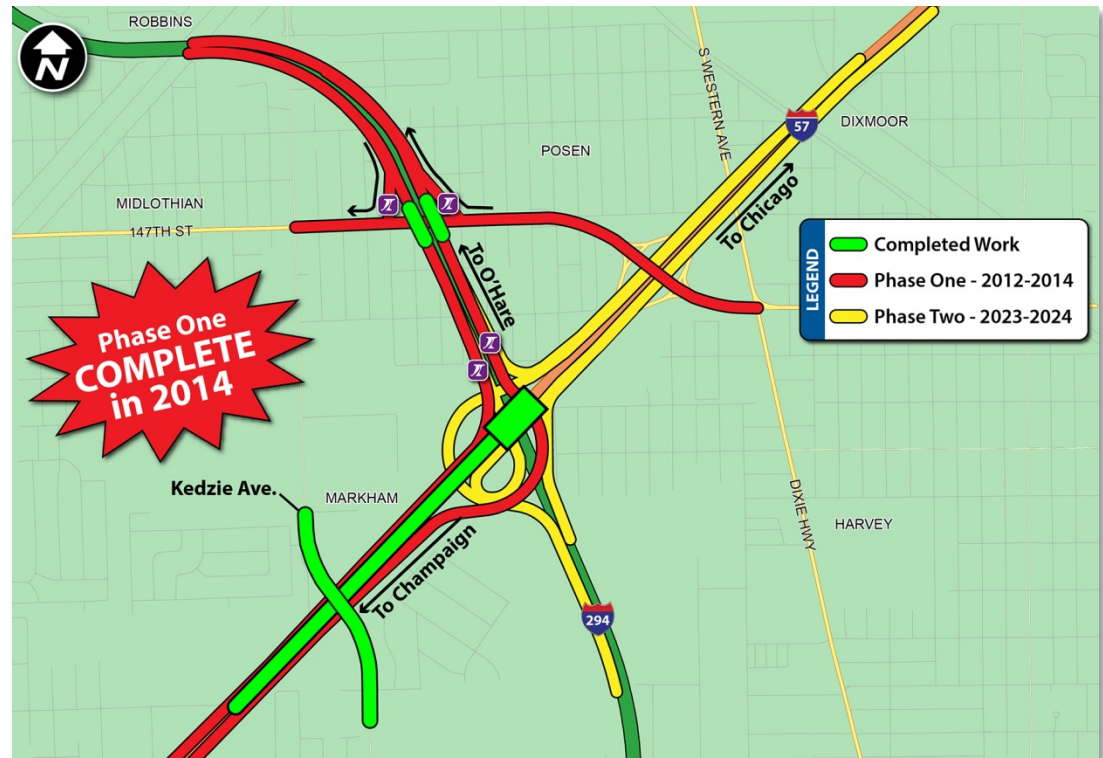 ROBBINS
N
S WESTERN AVE
57
DIXMOOR
POSEN
MIDLOTHIAN
147TH ST
To Chicago
To O'Hare
LEGEND
Completed Work
Phase One - 2012-2014
Phase Two - 2023-2024
Phase One
COMPLETE
in 2014
Kedzie Ave.
MARKHAM
To Champaign
DIXIE HWY
HARVEY
294